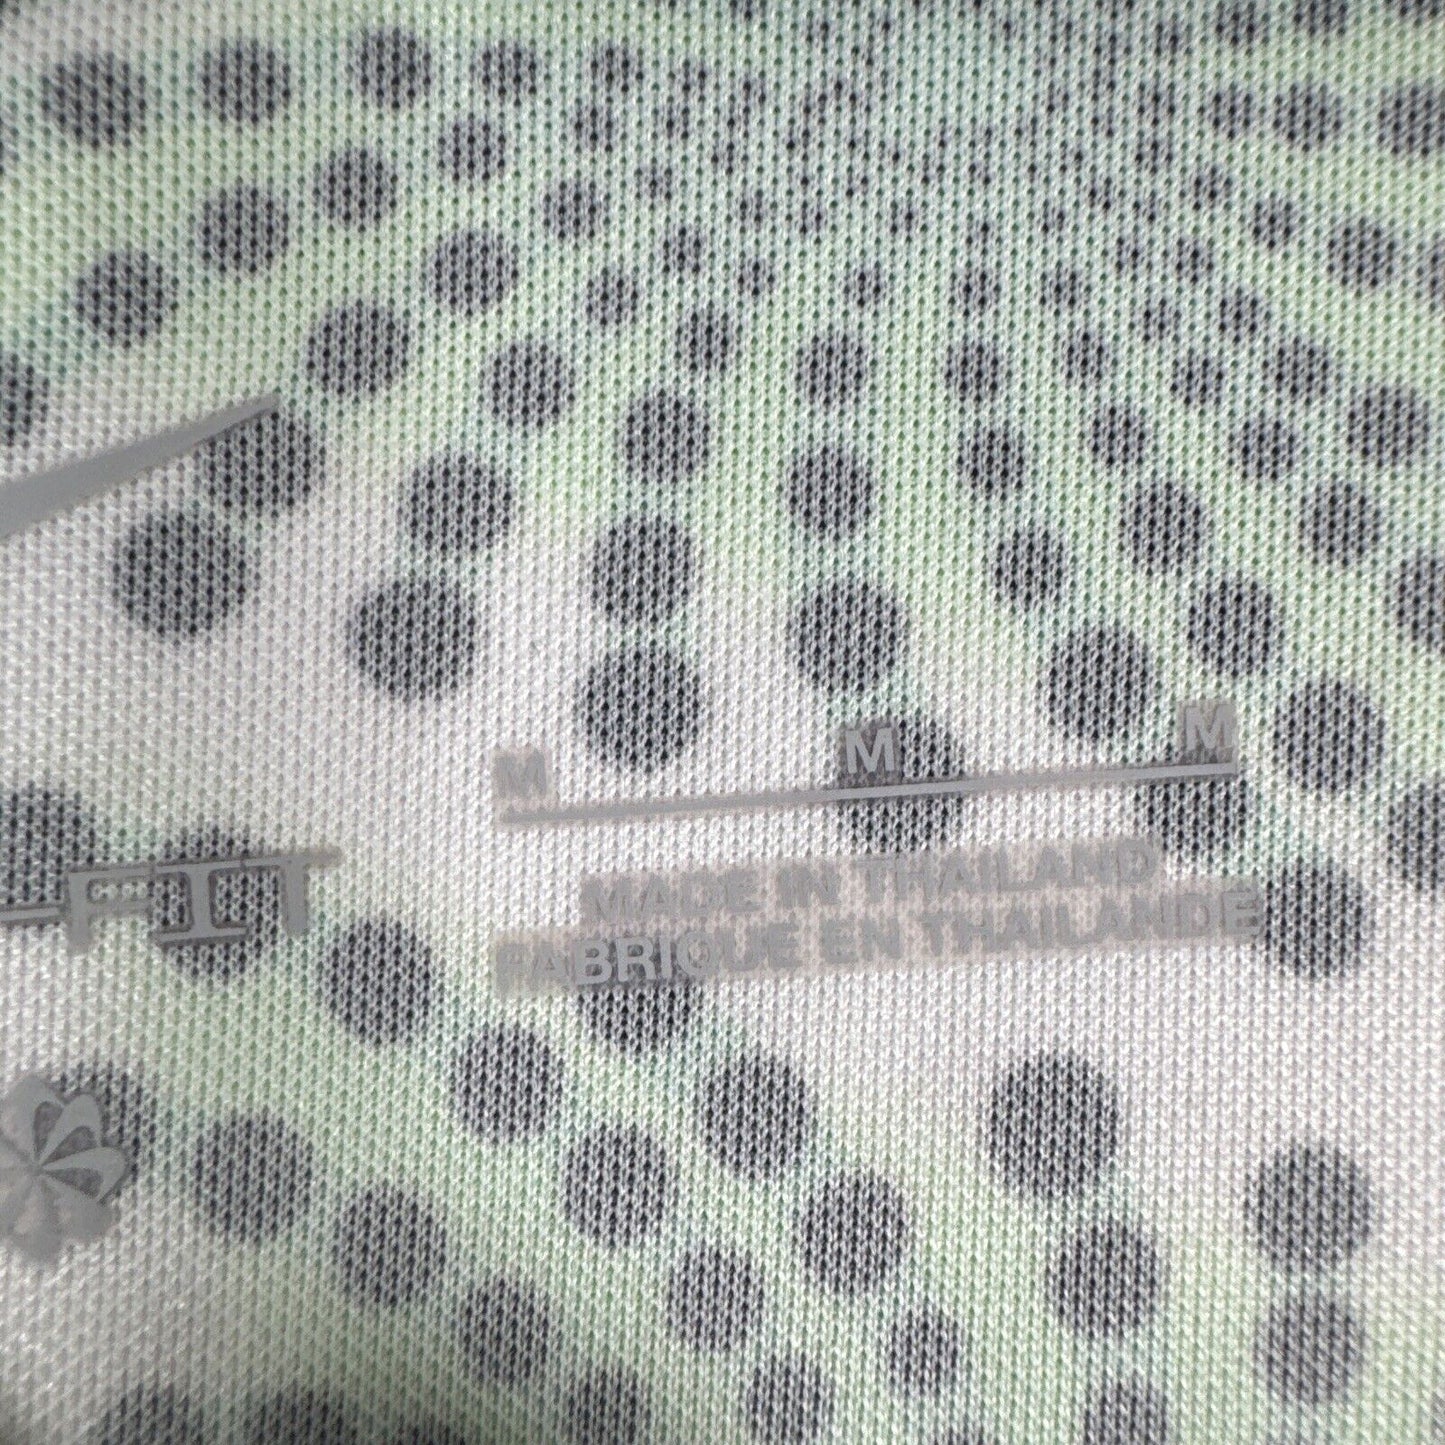 M M M
MADE IN THAILAND
FABRIQUE EN THAILANDE
-FIT